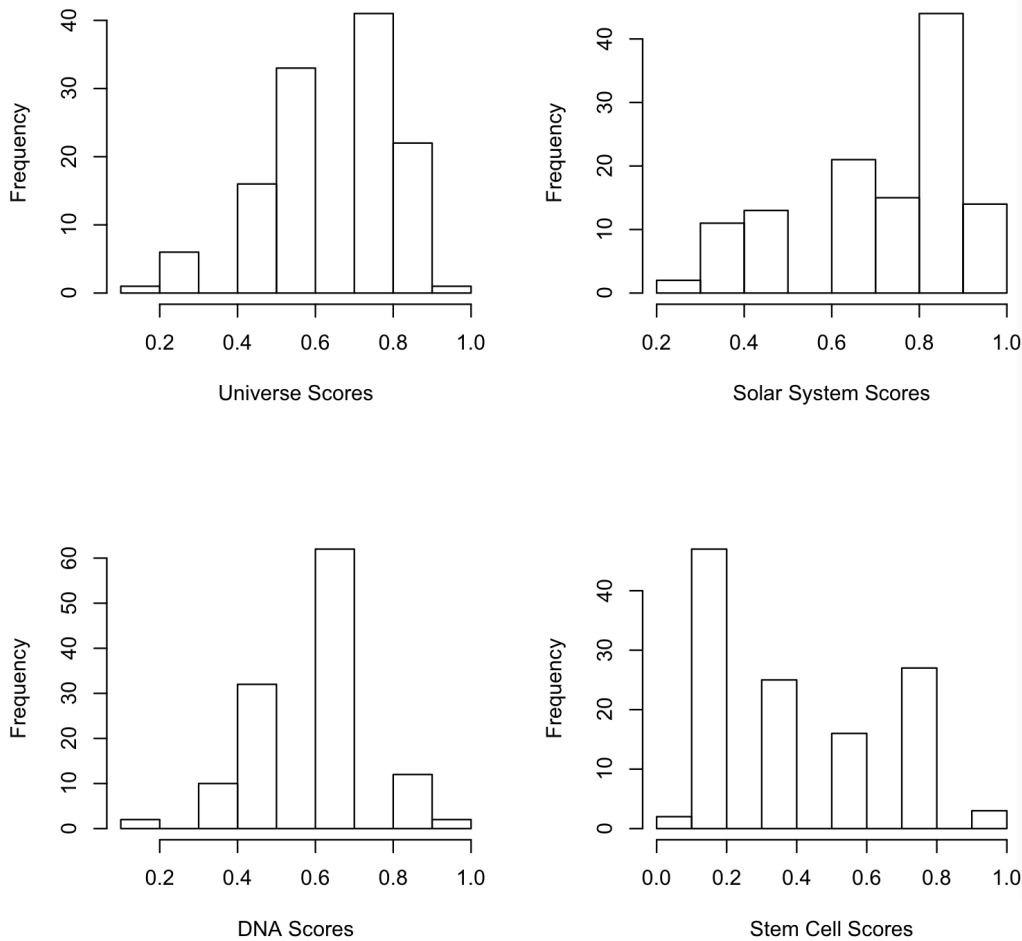 Frequency
0 10 20 30 40
0.2 0.4 0.6 0.8 1.0
Universe Scores
Frequency
0 10 20 30 40
0.2 0.4 0.6 0.8 1.0
Solar System Scores
Frequency
0 10 20 30 40 50 60
0.2 0.4 0.6 0.8 1.0
DNA Scores
Frequency
0 10 20 30 40
0.0 0.2 0.4 0.6 0.8 1.0
Stem Cell Scores